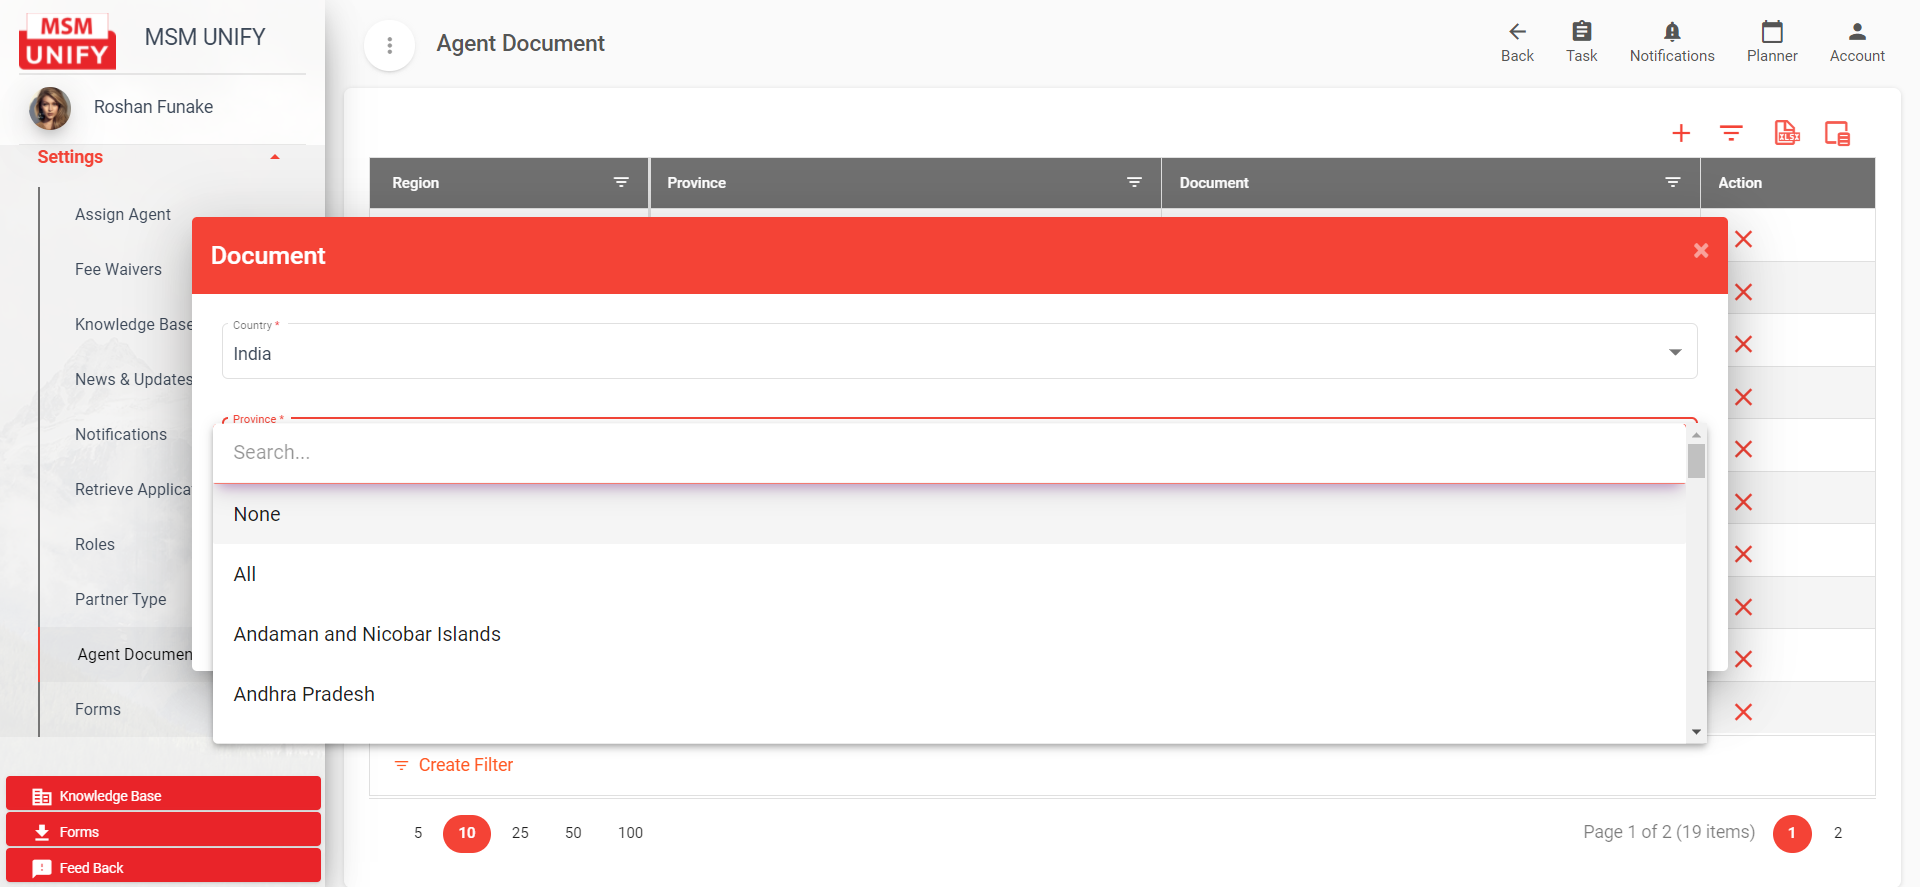 MSM
UNIFY
MSM UNIFY
Agent Document
Back
Task
Notifications
Planner
Account
Roshan Funake
Settings
Assign Agent
Fee Waivers
Knowledge Base
News & Updates
Notifications
Retrieve Applica
Roles
Partner Type
Agent Documen
Forms
Knowledge Base
Forms
Feed Back
XLSX
Region
Province
Document
Action
Document
Country *
India
Province *
Search...
None
All
Andaman and Nicobar Islands
Andhra Pradesh
Create Filter
5 10 25 50 100
Page 1 of 2 (19 items) 1 2